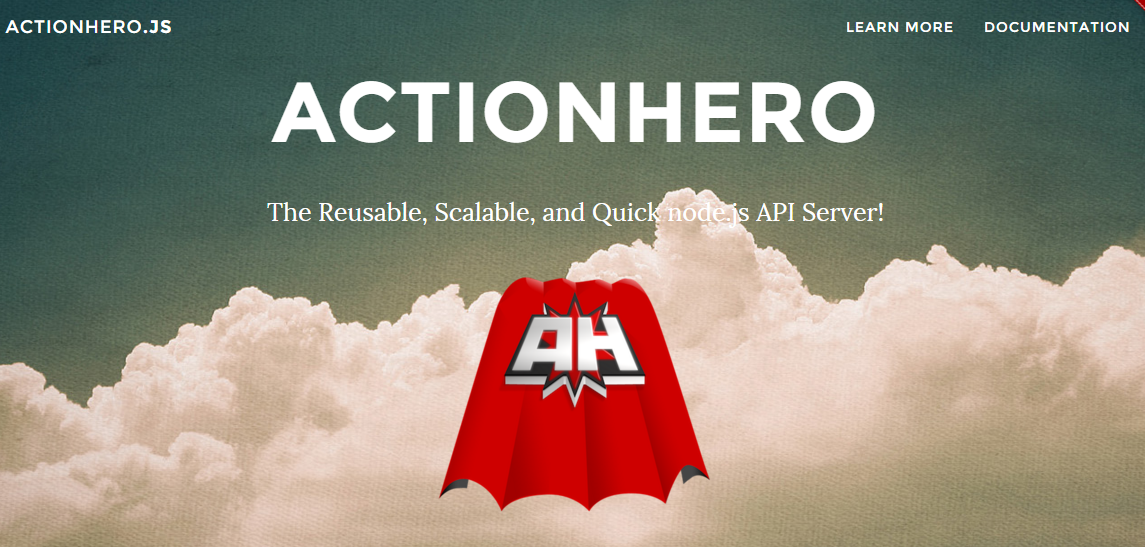 ACTIONHERO.JS
LEARN MORE
DOCUMENTATION
ACTIONHERO
The Reusable, Scalable, and Quick node.js API Server!
AH